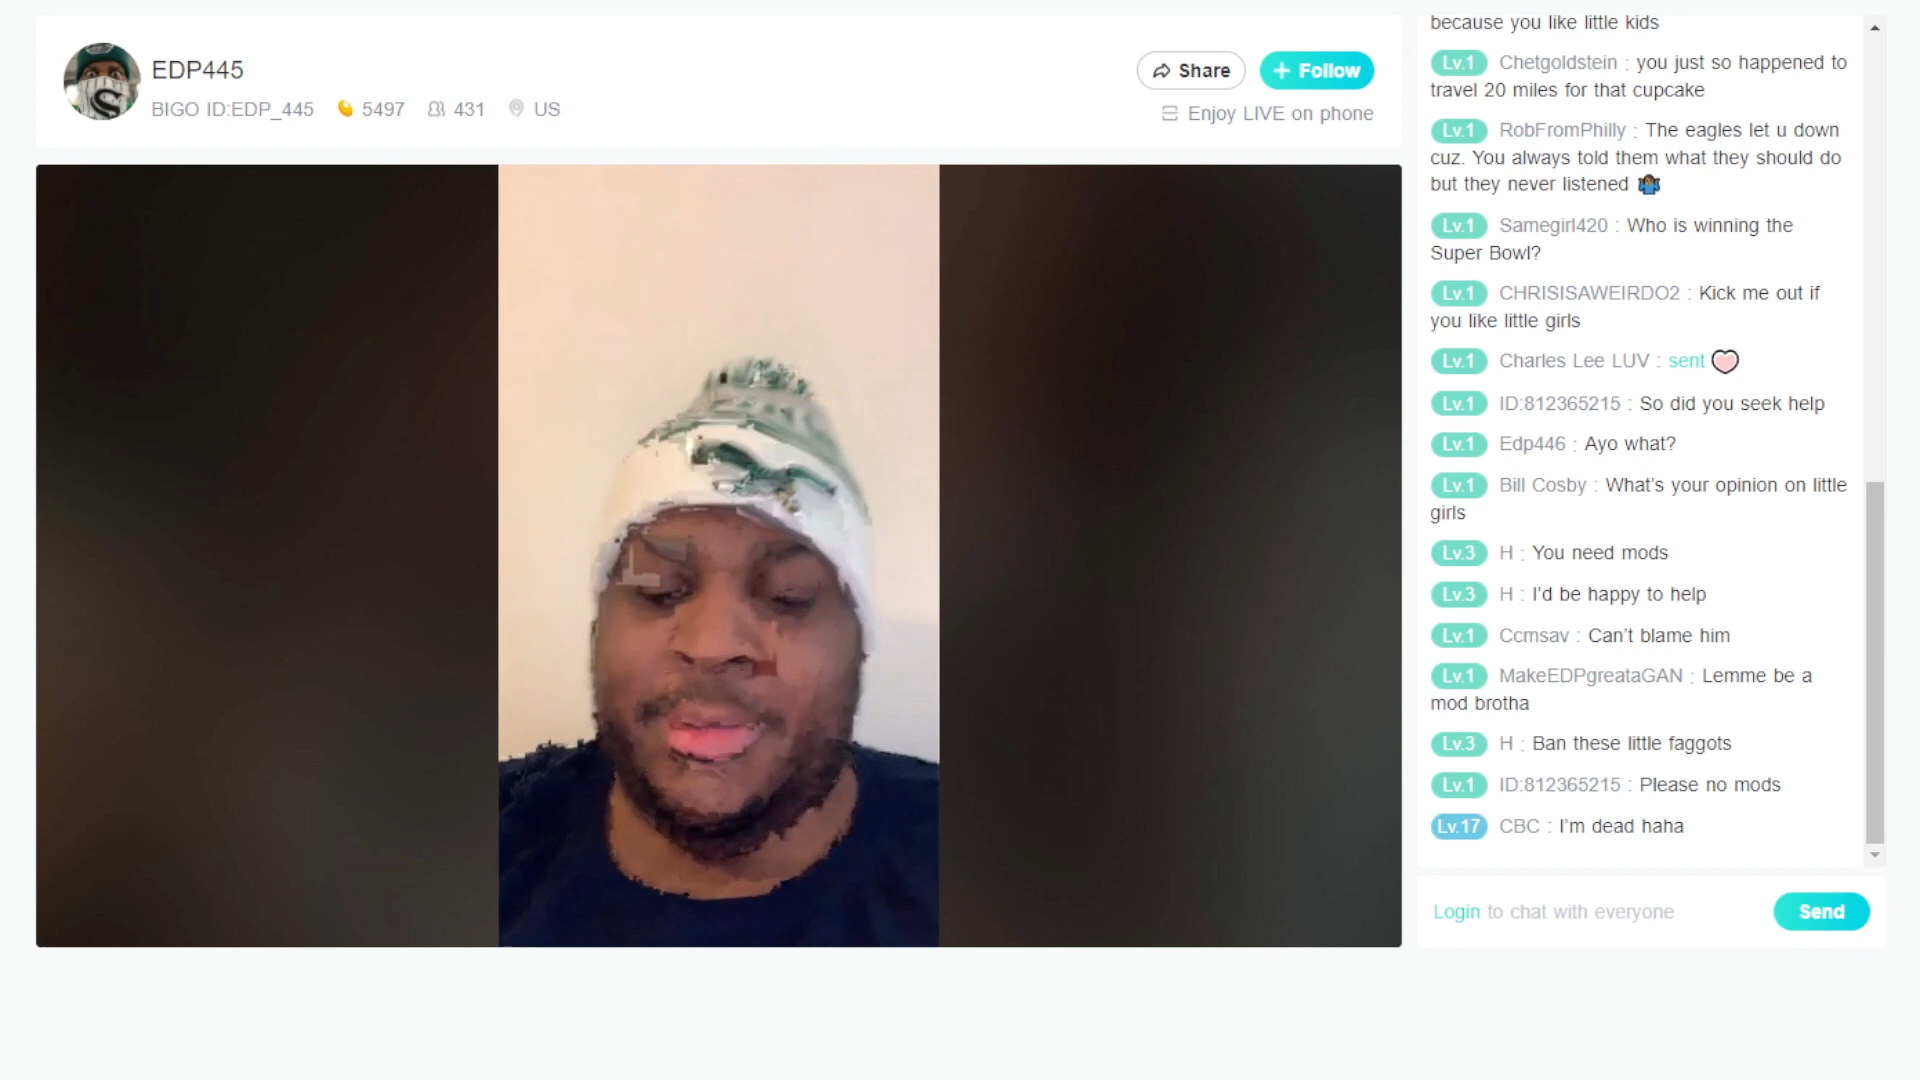 EDP445
BIGO ID:EDP_445 5497 431 US
Share
+ Follow
Enjoy LIVE on phone
because you like little kids
Lv.1 Chetgoldstein : you just so happened to
travel 20 miles for that cupcake
Lv.1 RobFromPhilly : The eagles let u down
cuz. You always told them what they should do
but they never listened 🤷🏾‍♂️
Lv.1 Samegirl420 : Who is winning the
Super Bowl?
Lv.1 CHRISISAWEIRDO2 : Kick me out if
you like little girls
Lv.1 Charles Lee LUV : sent
Lv.1 ID:812365215 : So did you seek help
Lv.1 Edp446 : Ayo what?
Lv.1 Bill Cosby : What's your opinion on little
girls
Lv.3 H : You need mods
Lv.3 H : I'd be happy to help
Lv.1 Ccmsav : Can't blame him
Lv.1 MakeEDPgreataGAN : Lemme be a
mod brotha
Lv.3 H : Ban these little faggots
Lv.1 ID:812365215 : Please no mods
Lv.17 CBC : I'm dead haha
Login to chat with everyone
Send